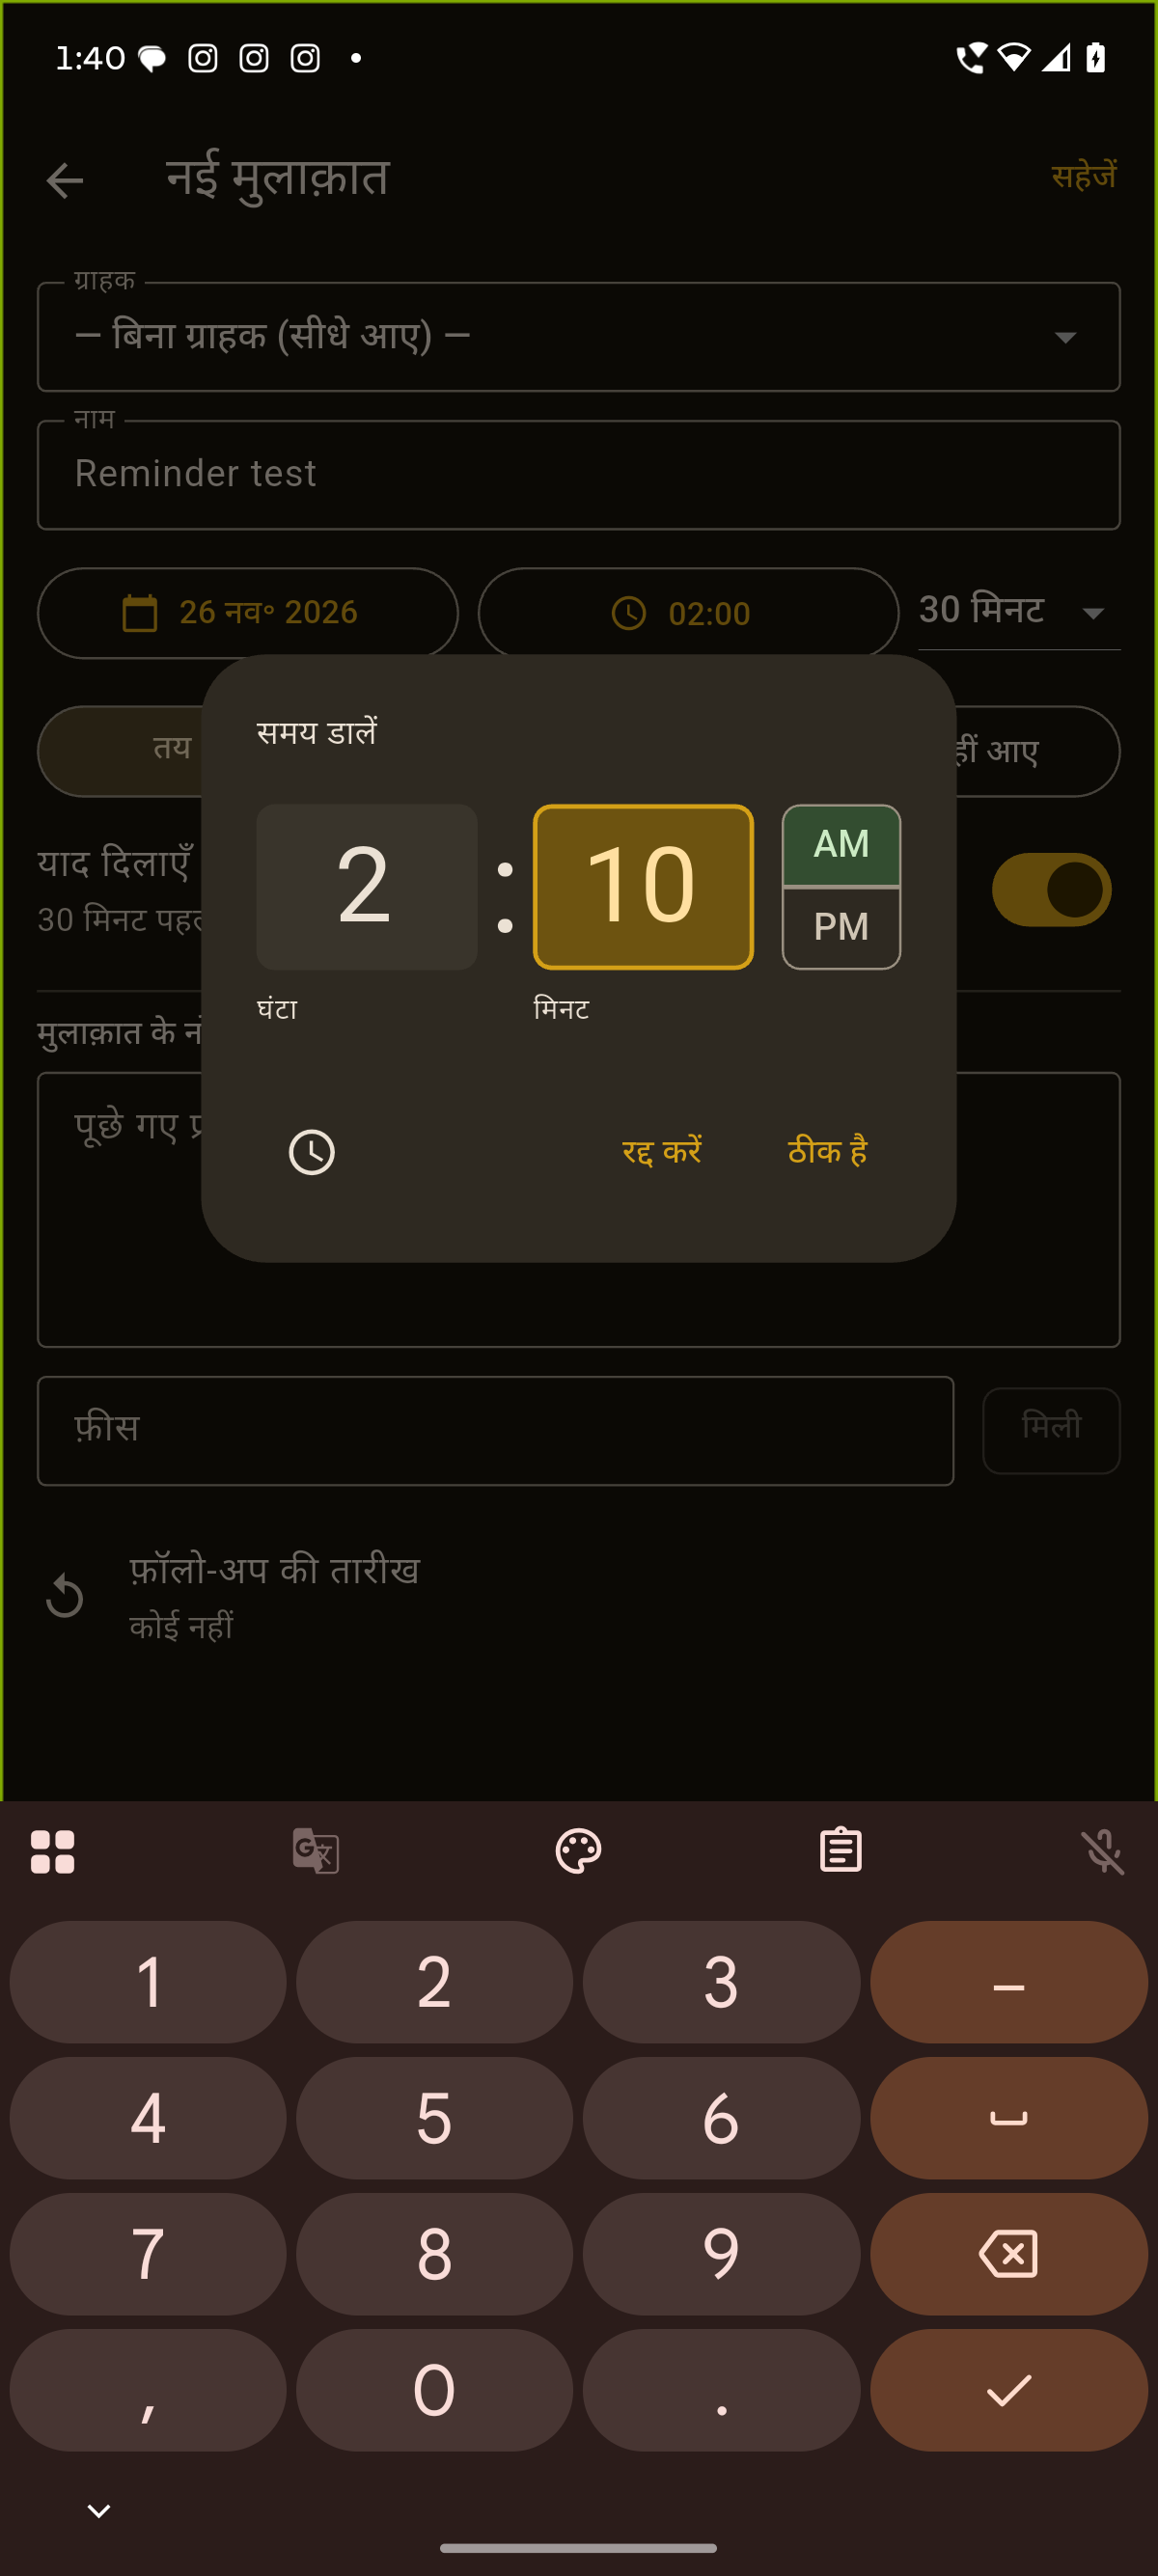 1:40
नई मुलाक़ात
सहेजें
ग्राहक
— बिना ग्राहक (सीधे आए) —
नाम
Reminder test
26 नव॰ 2026
02:00
30 मिनट
तय
हीं आए
समय डालें
2 : 10
AM
PM
घंटा
मिनट
याद दिलाएँ
30 मिनट पहल
मुलाक़ात के न
पूछे गए प्र
रद्द करें
ठीक है
फ़ीस
मिली
फ़ॉलो-अप की तारीख
कोई नहीं
1 2 3 –
4 5 6
7 8 9
, 0 .